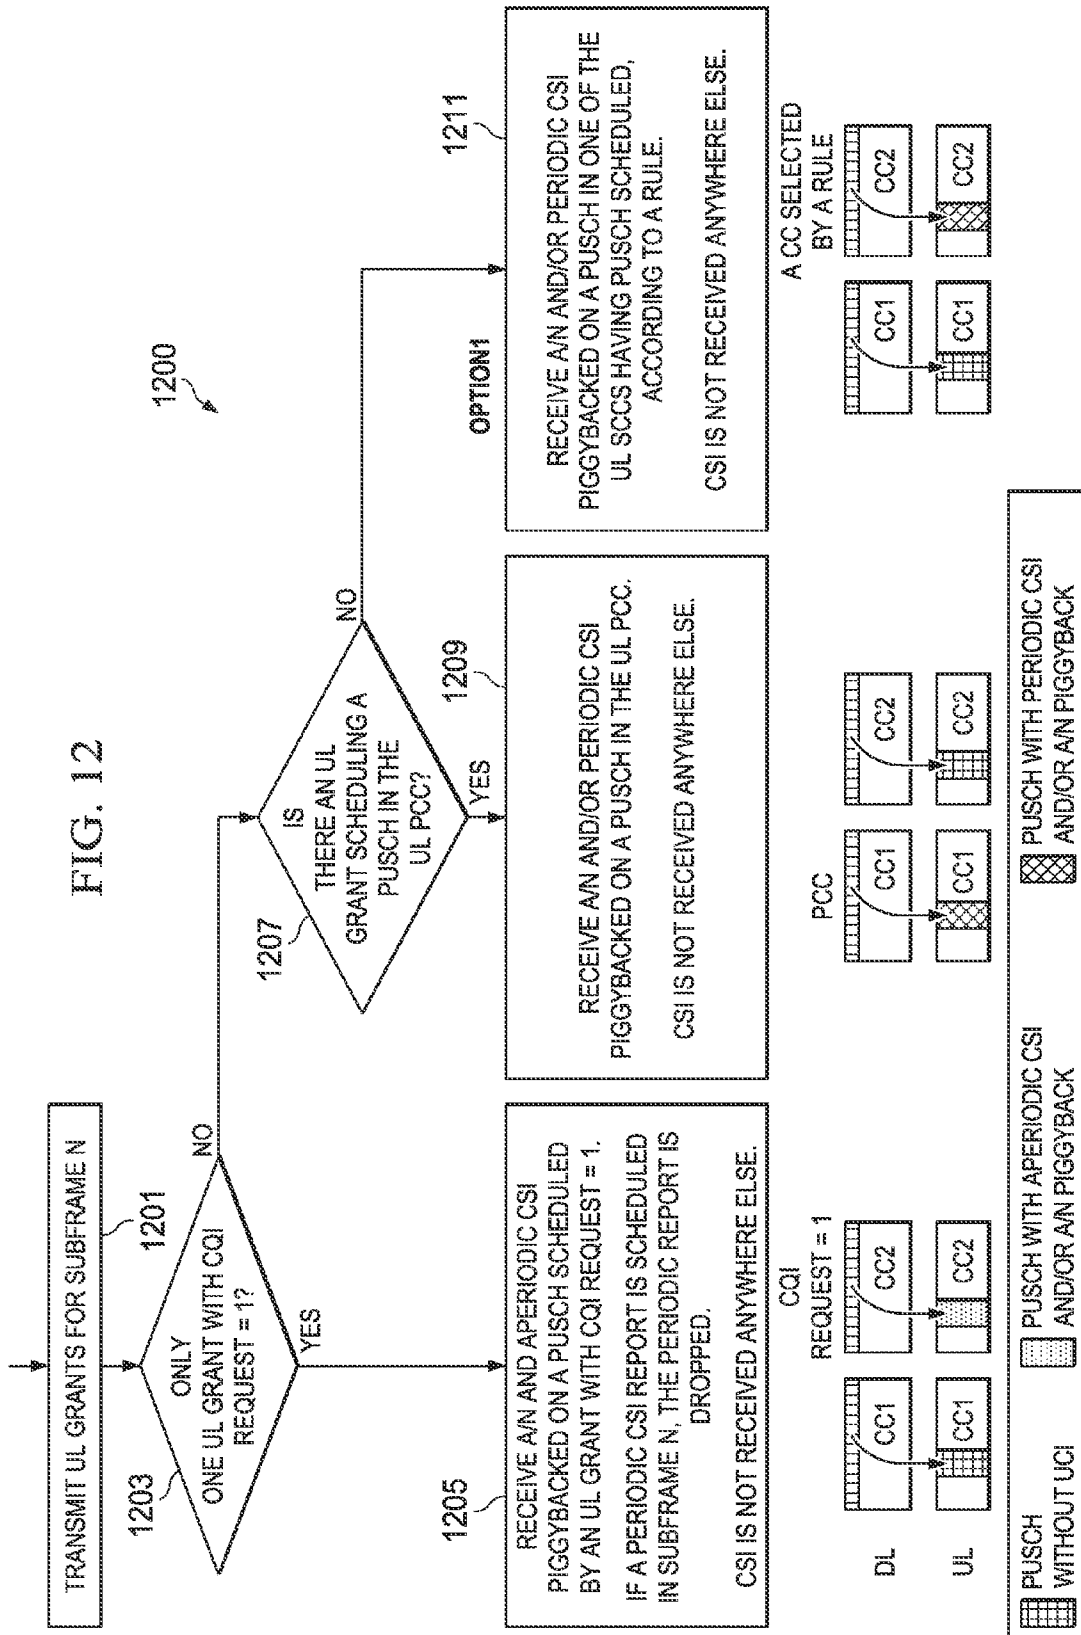 FIG. 12
1200
TRANSMIT UL GRANTS FOR SUBFRAME N
1201
1203
ONLY
ONE UL GRANT WITH CQI
REQUEST = 1?
NO
YES
1207
IS
THERE AN UL
GRANT SCHEDULING A
PUSCH IN THE
UL PCC?
NO
YES
OPTION1
1205
RECEIVE A/N AND APERIODIC CSI
PIGGYBACKED ON A PUSCH SCHEDULED
BY AN UL GRANT WITH CQI REQUEST = 1.
IF A PERIODIC CSI REPORT IS SCHEDULED
IN SUBFRAME N, THE PERIODIC REPORT IS
DROPPED.
CSI IS NOT RECEIVED ANYWHERE ELSE.
1209
RECEIVE A/N AND/OR PERIODIC CSI
PIGGYBACKED ON A PUSCH IN THE UL PCC.
CSI IS NOT RECEIVED ANYWHERE ELSE.
1211
RECEIVE A/N AND/OR PERIODIC CSI
PIGGYBACKED ON A PUSCH IN ONE OF THE
UL SCCS HAVING PUSCH SCHEDULED,
ACCORDING TO A RULE.
CSI IS NOT RECEIVED ANYWHERE ELSE.
CQI
REQUEST = 1
PCC
A CC SELECTED
BY A RULE
DL
CC1
CC2
CC1
CC2
CC1
CC2
UL
CC1
CC2
CC1
CC2
CC1
CC2
PUSCH
WITHOUT UCI
PUSCH WITH APERIODIC CSI
AND/OR A/N PIGGYBACK
PUSCH WITH PERIODIC CSI
AND/OR A/N PIGGYBACK